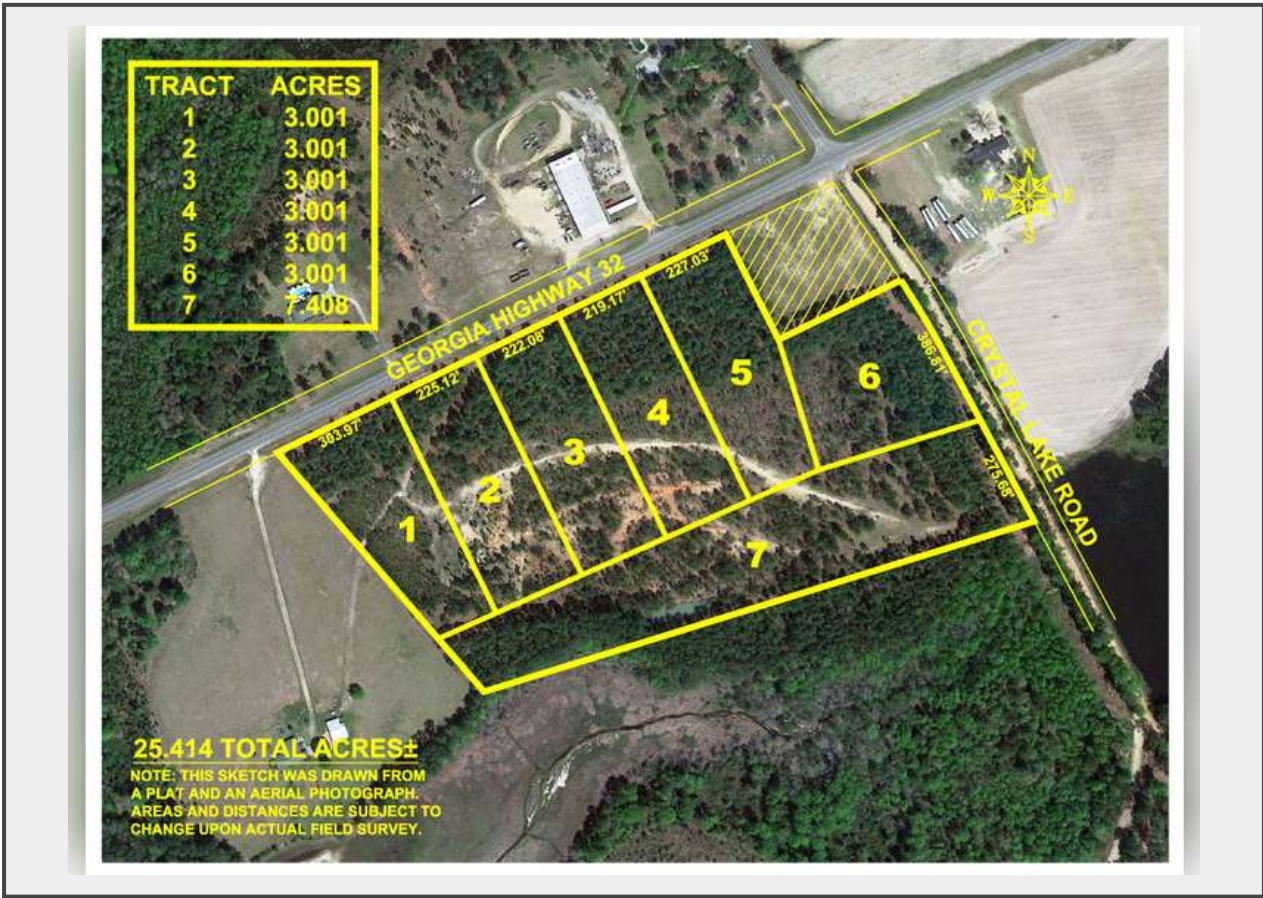 TRACT ACRES
1 3.001
2 3.001
3 3.001
4 3.001
5 3.001
6 3.001
7 7.408
N
W E
S
GEORGIA HIGHWAY 32
CRYSTAL LAKE ROAD
303.97'
225.12'
222.08'
219.17'
227.03'
386.81'
275.68'
1
2
3
4
5
6
7
25.414 TOTAL ACRES±
NOTE: THIS SKETCH WAS DRAWN FROM
A PLAT AND AN AERIAL PHOTOGRAPH.
AREAS AND DISTANCES ARE SUBJECT TO
CHANGE UPON ACTUAL FIELD SURVEY.